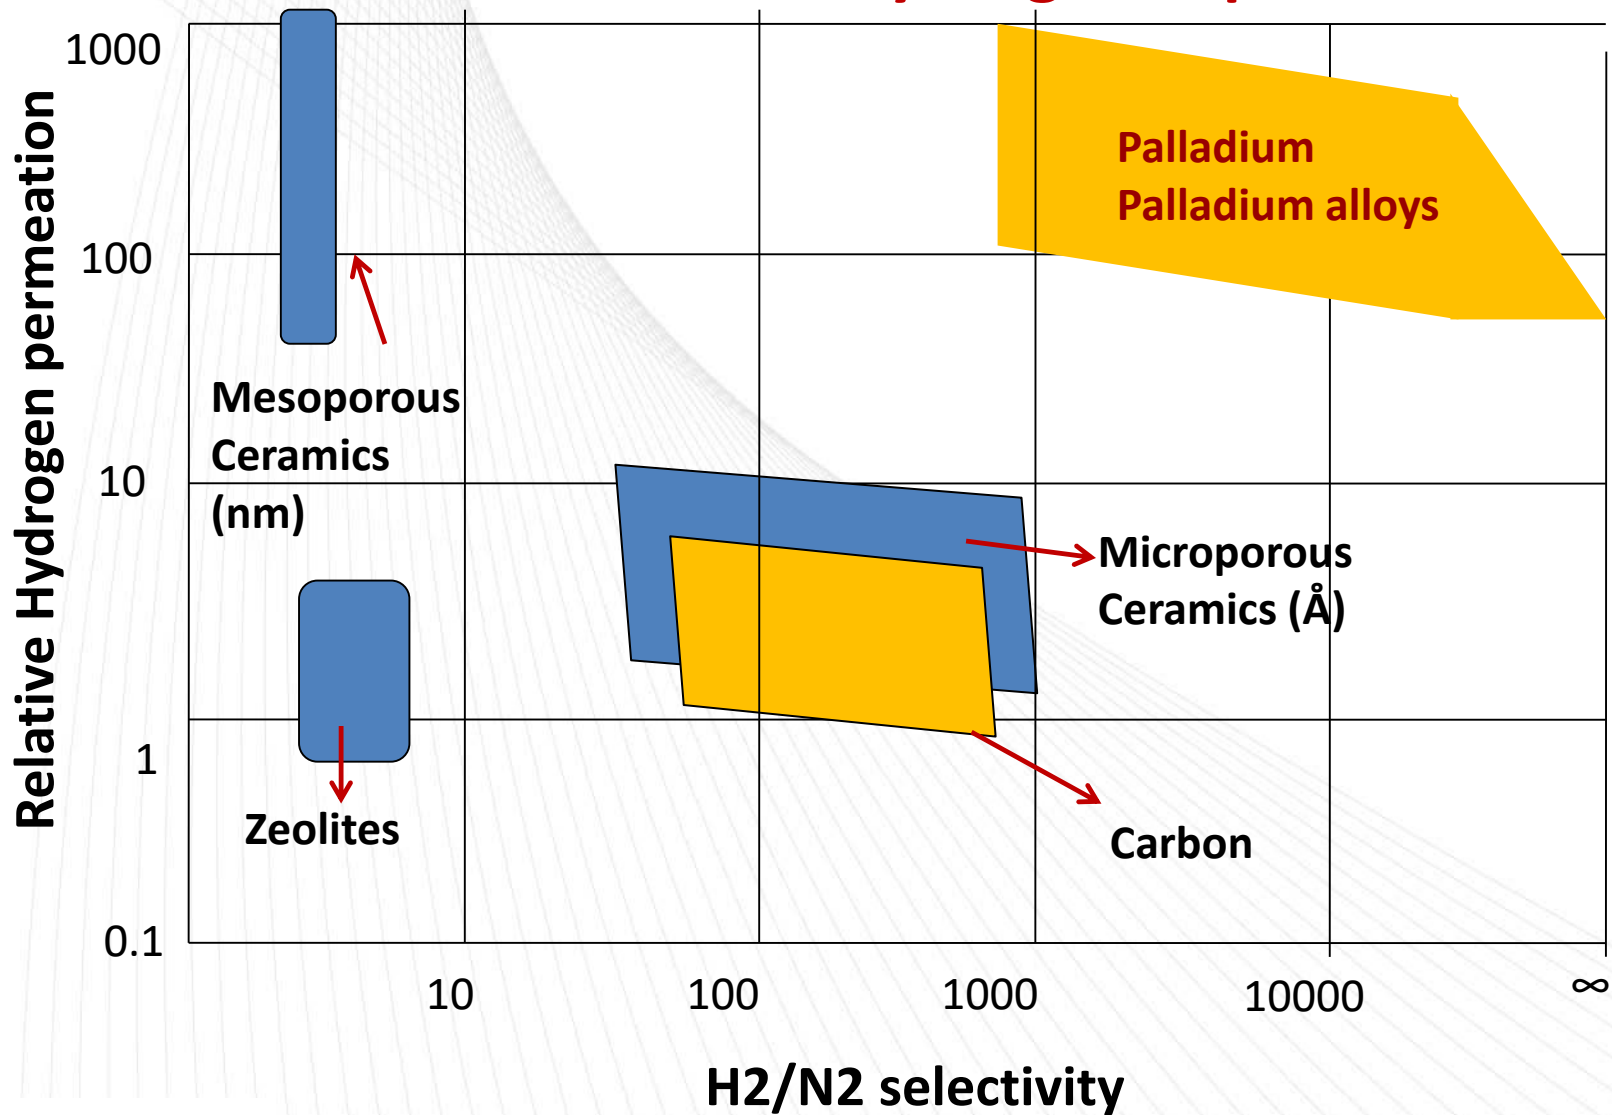 1000
100
10
1
0.1
Relative Hydrogen permeation
Palladium
Palladium alloys
Mesoporous
Ceramics
(nm)
Microporous
Ceramics (Å)
Zeolites
Carbon
10
100
1000
10000
∞
H2/N2 selectivity